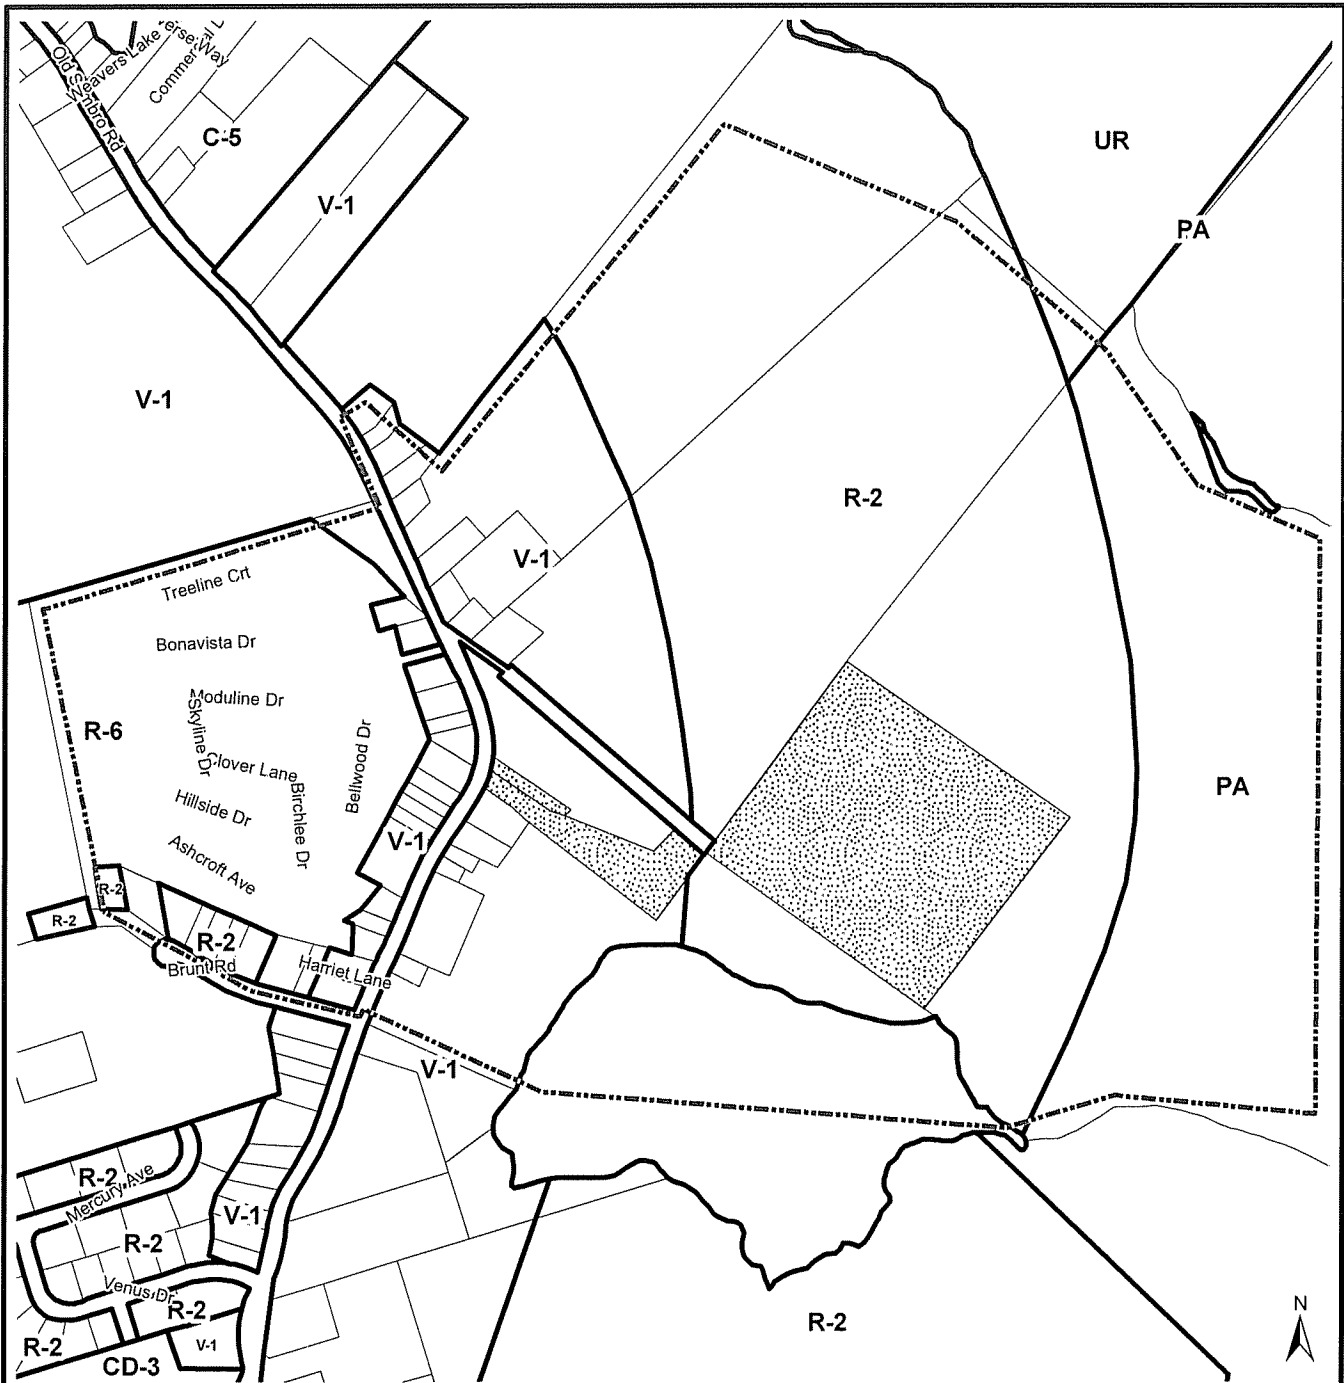 Old Sambro Rd
Weavers Lake
Commercial
C-5
UR
V-1
PA
V-1
R-2
V-1
Treeline Crt
Bonavista Dr
Moduline Dr
Skyline Dr
R-6
Clover Lane
Bellwood Dr
Birchlee Dr
Hillside Dr
PA
V-1
Ashcroft Ave
R-2
R-2
R-2
Brunt Rd
Harriet Lane
V-1
R-2
Mercury Ave
V-1
R-2
Venus Dr
R-2
R-2
V-1
CD-3
R-2
N